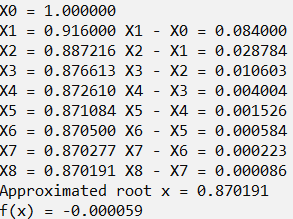 X0 = 1.000000
X1 = 0.916000 X1 - X0 = 0.084000
X2 = 0.887216 X2 - X1 = 0.028784
X3 = 0.876613 X3 - X2 = 0.010603
X4 = 0.872610 X4 - X3 = 0.004004
X5 = 0.871084 X5 - X4 = 0.001526
X6 = 0.870500 X6 - X5 = 0.000584
X7 = 0.870277 X7 - X6 = 0.000223
X8 = 0.870191 X8 - X7 = 0.000086
Approximated root x = 0.870191
f(x) = -0.000059